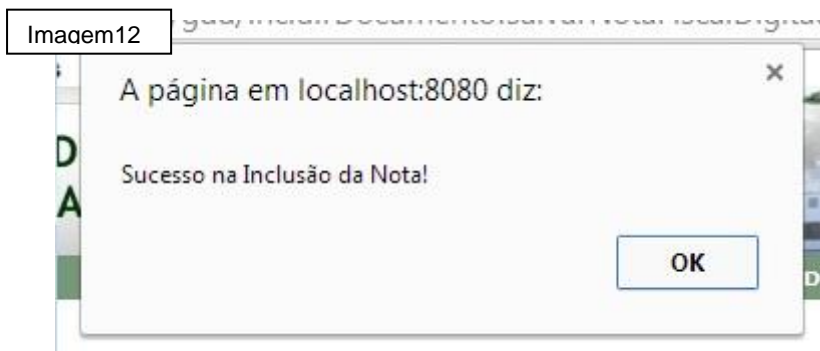 Imagem12
A página em localhost:8080 diz:
×
Sucesso na Inclusão da Nota!
OK
D
A
D